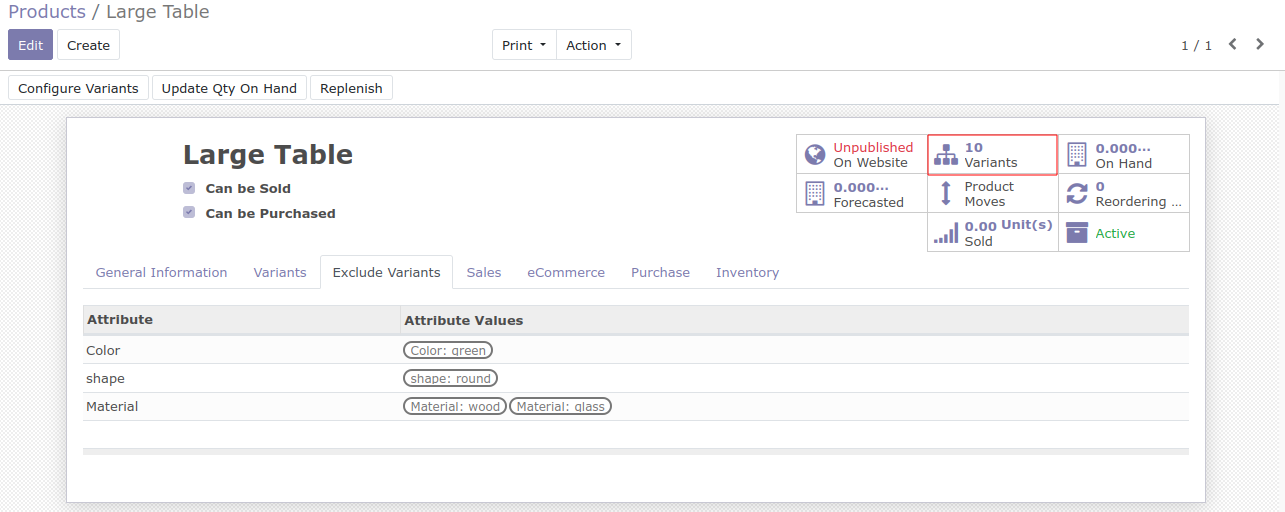 Products / Large Table
Edit Create Print Action 1 / 1
Configure Variants Update Qty On Hand Replenish
Large Table
Can be Sold
Can be Purchased
Unpublished
On Website
10
Variants
0.000...
On Hand
0.000...
Forecasted
Product
Moves
0
Reordering ...
0.00 Unit(s)
Sold
Active
General Information Variants Exclude Variants Sales eCommerce Purchase Inventory
Attribute Attribute Values
Color Color: green
shape shape: round
Material Material: wood Material: glass